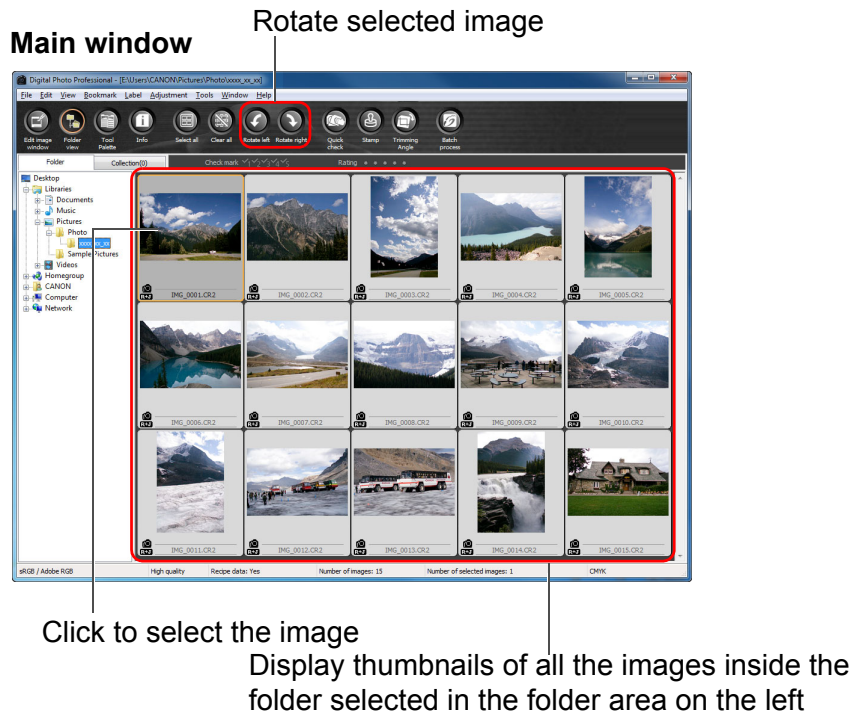 Rotate selected image
Main window
Digital Photo Professional - [E:\Users\CANON\Pictures\Photo\xxxx_xx_xx]
File Edit View Bookmark Label Adjustment Tools Window Help
Edit image window
Folder view
Tool Palette
Info
Select all
Clear all
Rotate left
Rotate right
Quick check
Stamp
Trimming Angle
Batch process
Folder
Collection(0)
Check mark 1 2 3 4 5
Rating
Desktop
Libraries
Documents
Music
Pictures
Photo
xxxx_xx_xx
Sample Pictures
Videos
Homegroup
CANON
Computer
Network
R+J IMG_0001.CR2
R+J IMG_0002.CR2
R+J IMG_0003.CR2
R+J IMG_0004.CR2
R+J IMG_0005.CR2
R+J IMG_0006.CR2
R+J IMG_0007.CR2
R+J IMG_0008.CR2
R+J IMG_0009.CR2
R+J IMG_0010.CR2
R+J IMG_0011.CR2
R+J IMG_0012.CR2
R+J IMG_0013.CR2
R+J IMG_0014.CR2
R+J IMG_0015.CR2
sRGB / Adobe RGB High quality Recipe data: Yes Number of images: 15 Number of selected images: 1 CMYK
Click to select the image
Display thumbnails of all the images inside the
folder selected in the folder area on the left